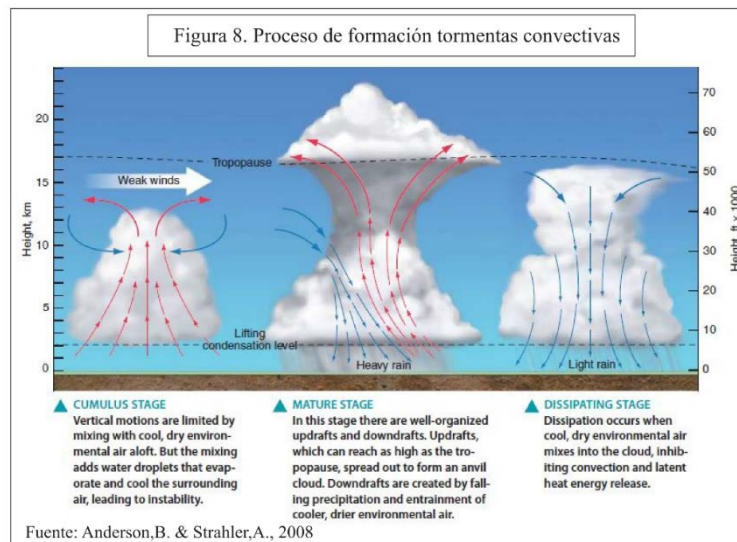 Figura 8. Proceso de formación tormentas convectivas
Height, km
20
15
10
5
0
Tropopause
Weak winds
Lifting
condensation level
Heavy rain
Light rain
70
60
50
40
30
20
10
0
Height, ft × 1000
CUMULUS STAGE
Vertical motions are limited by
mixing with cool, dry environ-
mental air aloft. But the mixing
adds water droplets that evap-
orate and cool the surrounding
air, leading to instability.
MATURE STAGE
In this stage there are well-organized
updrafts and downdrafts. Updrafts,
which can reach as high as the tro-
popause, spread out to form an anvil
cloud. Downdrafts are created by fall-
ing precipitation and entrainment of
cooler, drier environmental air.
DISSIPATING STAGE
Dissipation occurs when
cool, dry environmental air
mixes into the cloud, inhib-
iting convection and latent
heat energy release.
Fuente: Anderson,B. & Strahler,A., 2008